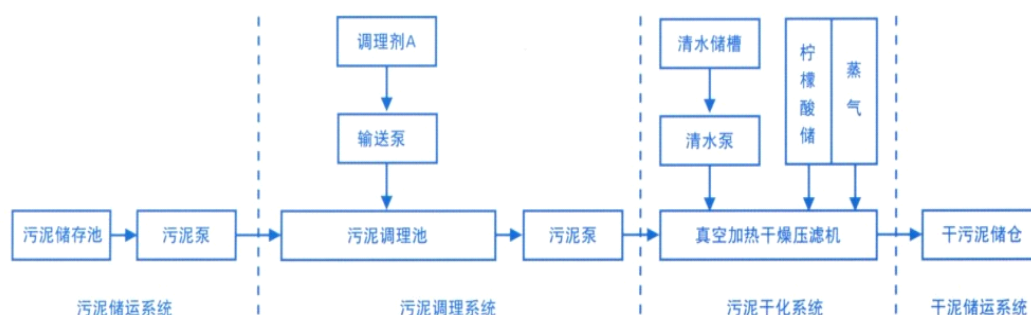 调理剂A
清水储槽
柠檬酸储
蒸气
输送泵
清水泵
污泥储存池
污泥泵
污泥调理池
污泥泵
真空加热干燥压滤机
干污泥储仓
污泥储运系统
污泥调理系统
污泥干化系统
干泥储运系统